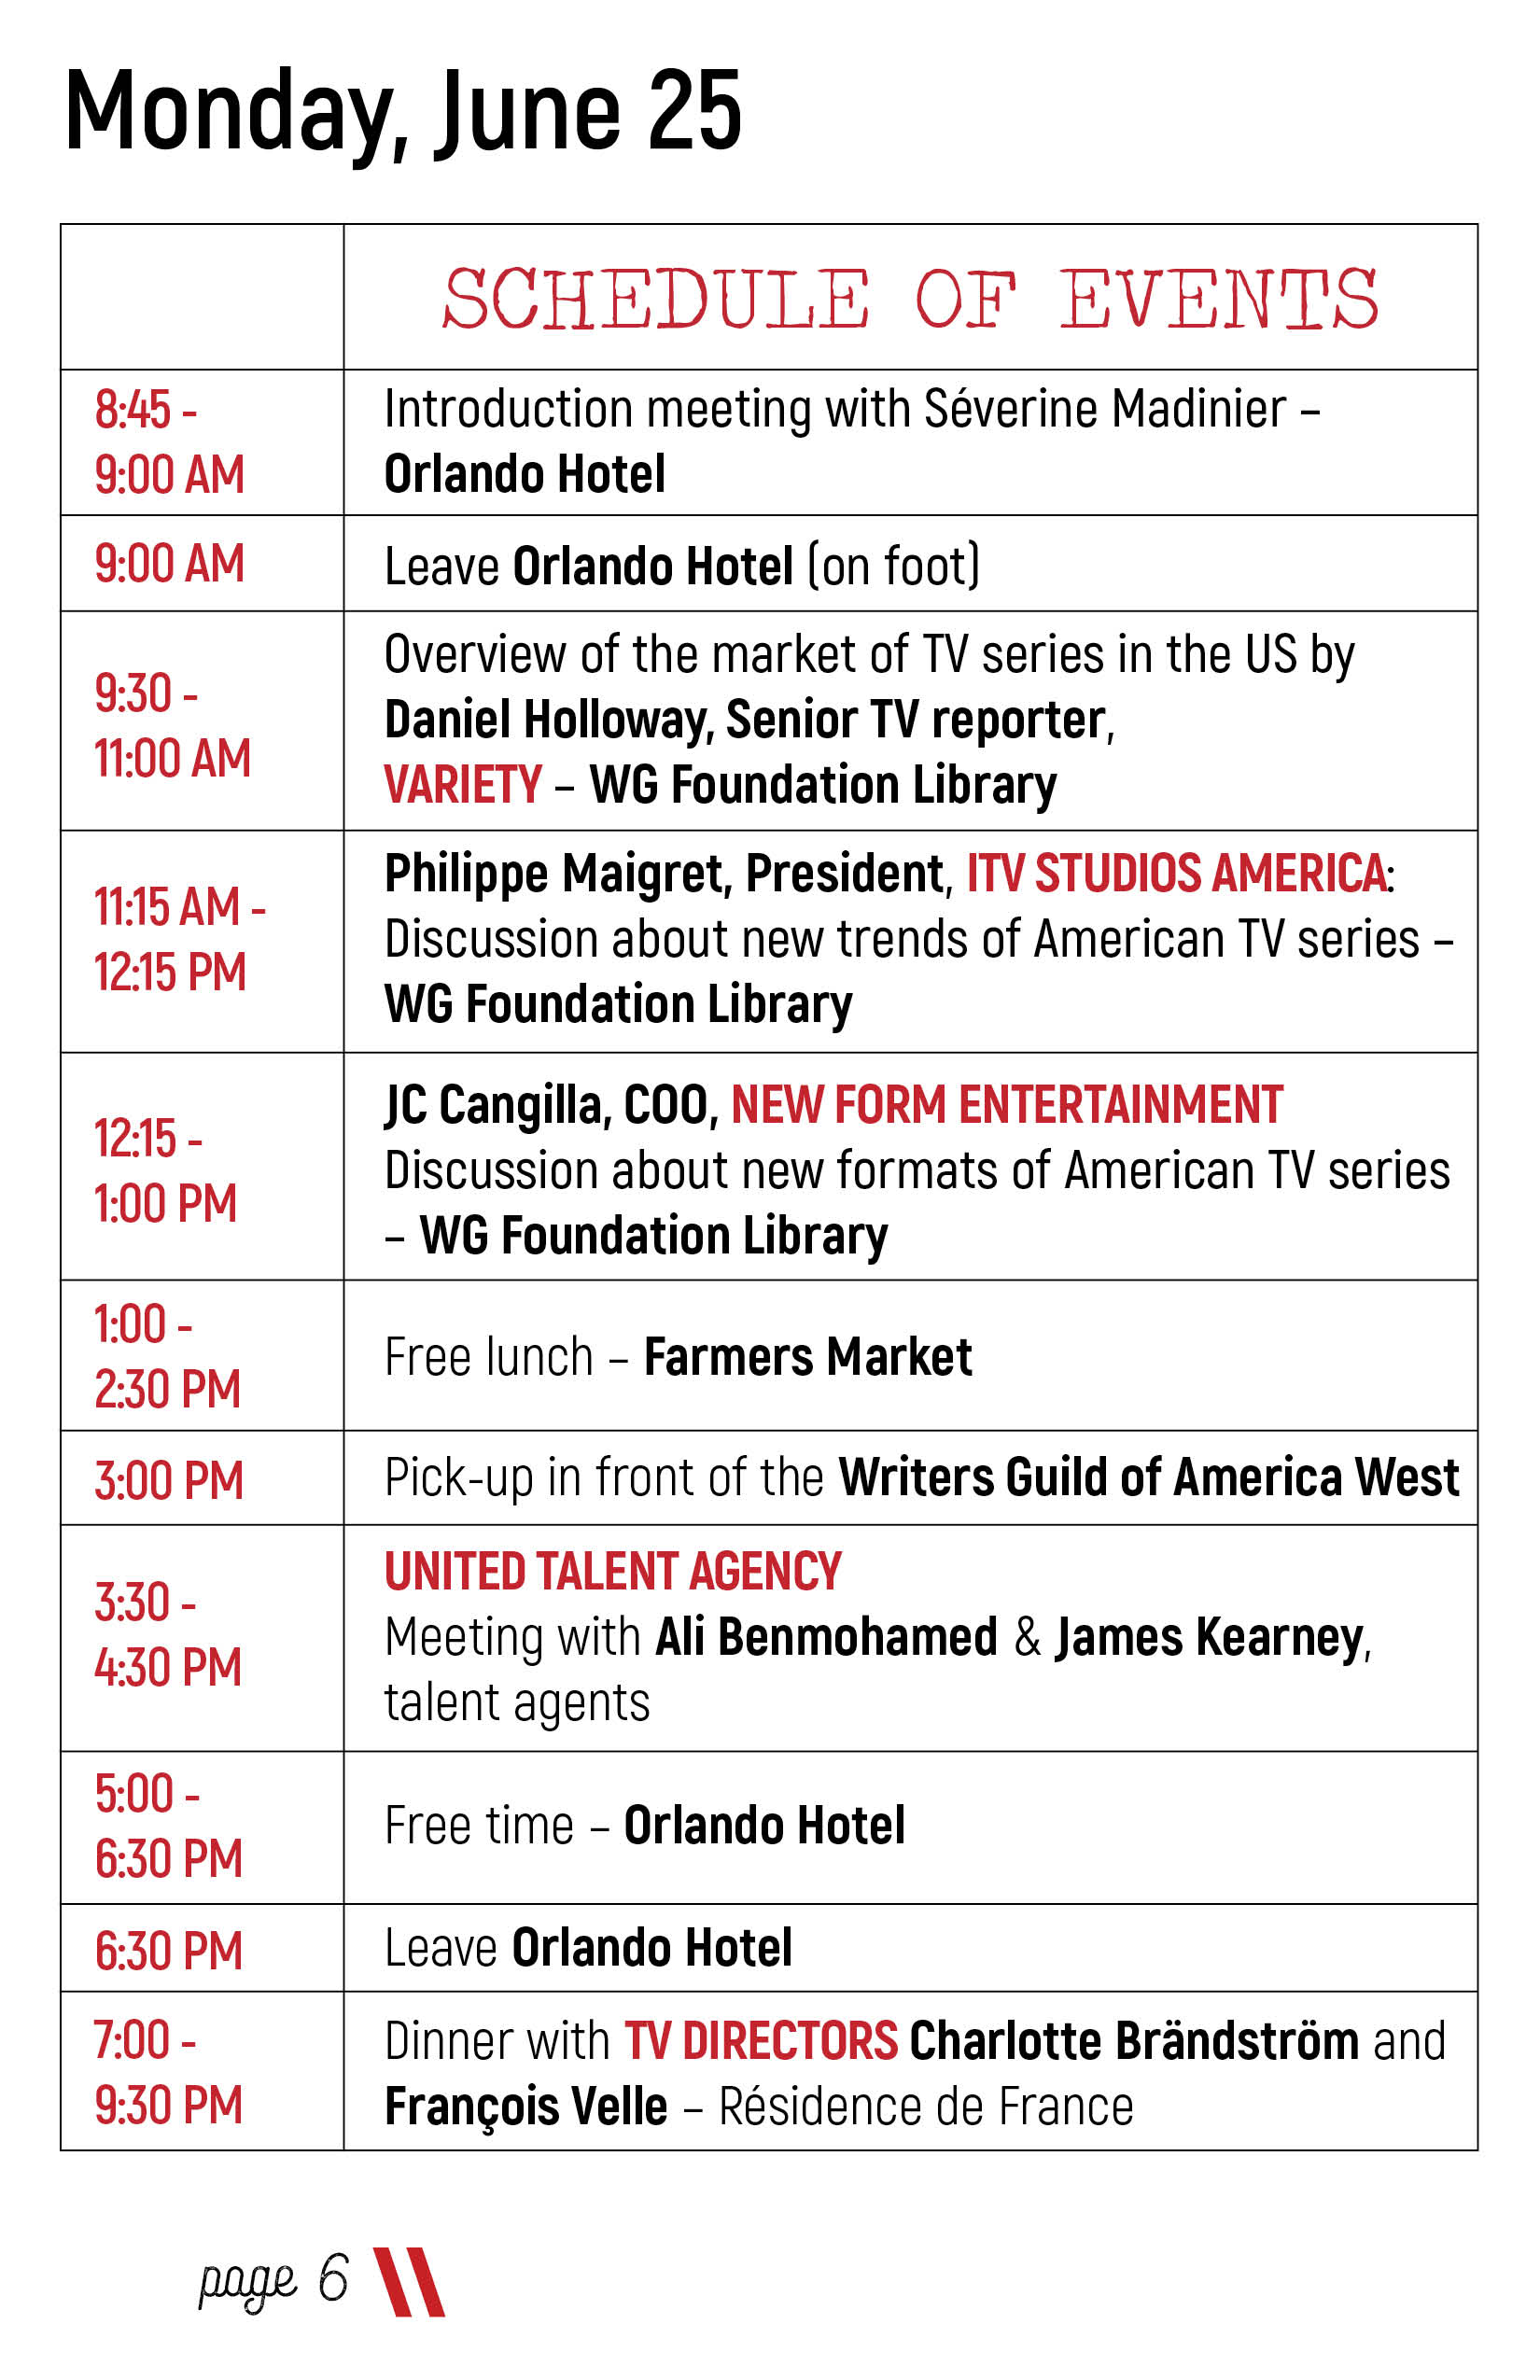 Monday, June 25
SCHEDULE OF EVENTS
8:45 -
9:00 AM
Introduction meeting with Séverine Madinier –
Orlando Hotel
9:00 AM
Leave Orlando Hotel (on foot)
9:30 -
11:00 AM
Overview of the market of TV series in the US by
Daniel Holloway, Senior TV reporter,
VARIETY – WG Foundation Library
11:15 AM -
12:15 PM
Philippe Maigret, President, ITV STUDIOS AMERICA:
Discussion about new trends of American TV series –
WG Foundation Library
12:15 -
1:00 PM
JC Cangilla, COO, NEW FORM ENTERTAINMENT
Discussion about new formats of American TV series
– WG Foundation Library
1:00 -
2:30 PM
Free lunch – Farmers Market
3:00 PM
Pick-up in front of the Writers Guild of America West
3:30 -
4:30 PM
UNITED TALENT AGENCY
Meeting with Ali Benmohamed & James Kearney,
talent agents
5:00 -
6:30 PM
Free time – Orlando Hotel
6:30 PM
Leave Orlando Hotel
7:00 -
9:30 PM
Dinner with TV DIRECTORS Charlotte Brändström and
François Velle – Résidence de France
page 6